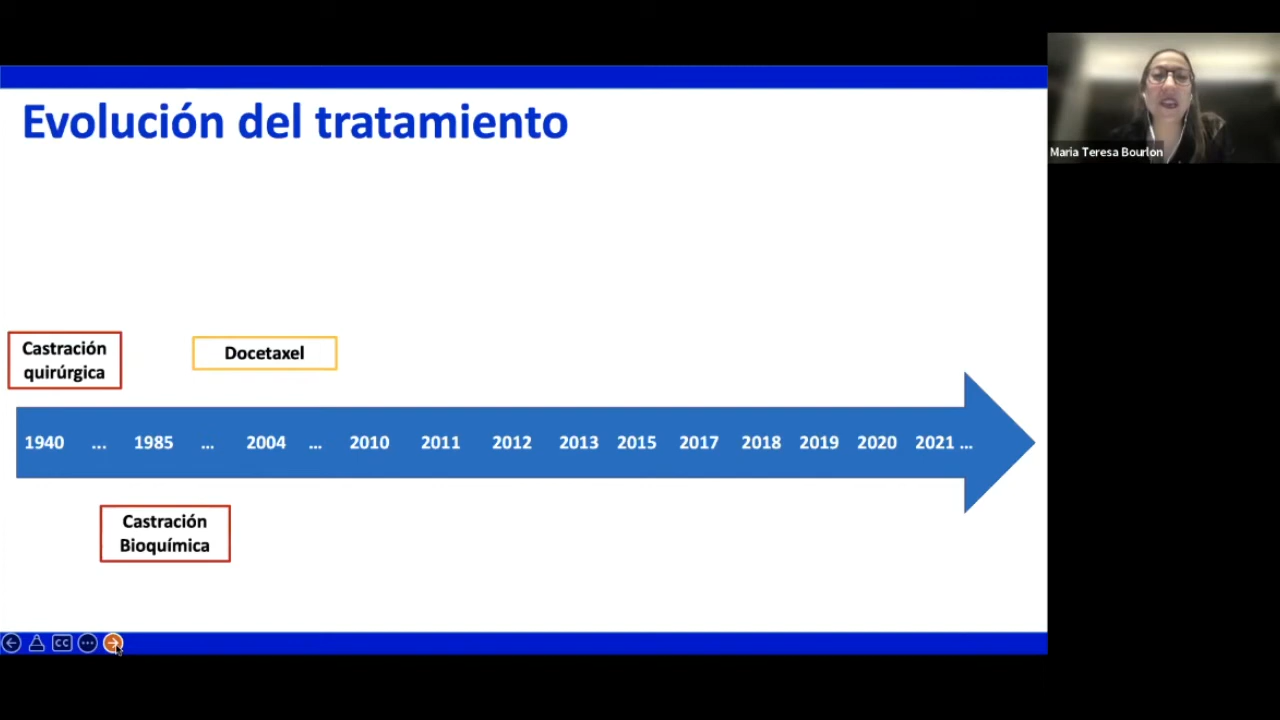 Evolución del tratamiento
Maria Teresa Bourlon
Castración
quirúrgica
Docetaxel
1940 ... 1985 ... 2004 ... 2010 2011 2012 2013 2015 2017 2018 2019 2020 2021 ...
Castración
Bioquímica
CC